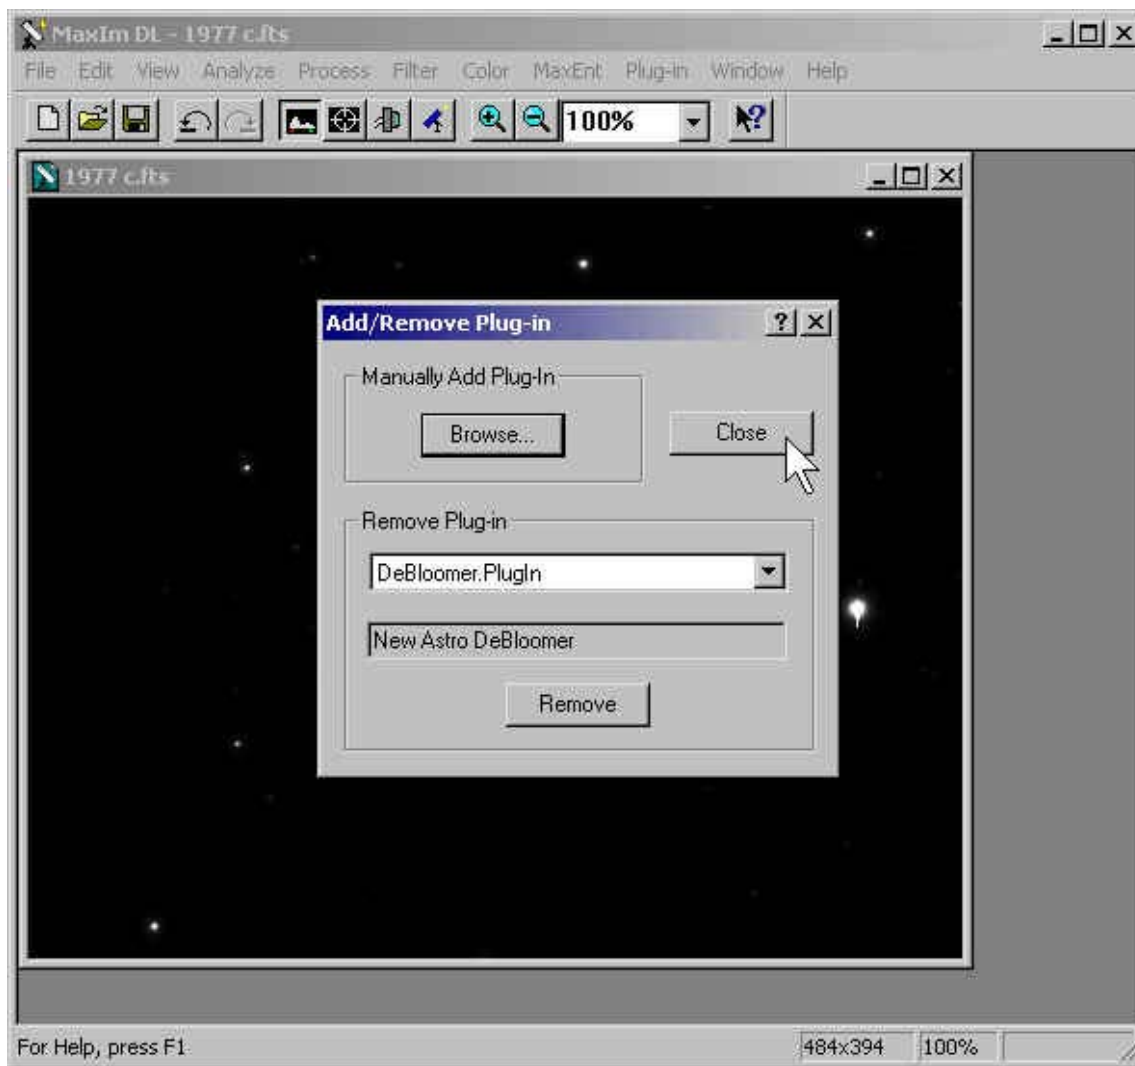 MaxIm DL - 1977 c.fts
File Edit View Analyze Process Filter Color MaxEnt Plug-in Window Help
100%
1977 c.fts
Add/Remove Plug-in
Manually Add Plug-In
Browse...
Close
Remove Plug-in
DeBloomer.PlugIn
New Astro DeBloomer
Remove
For Help, press F1
484x394
100%